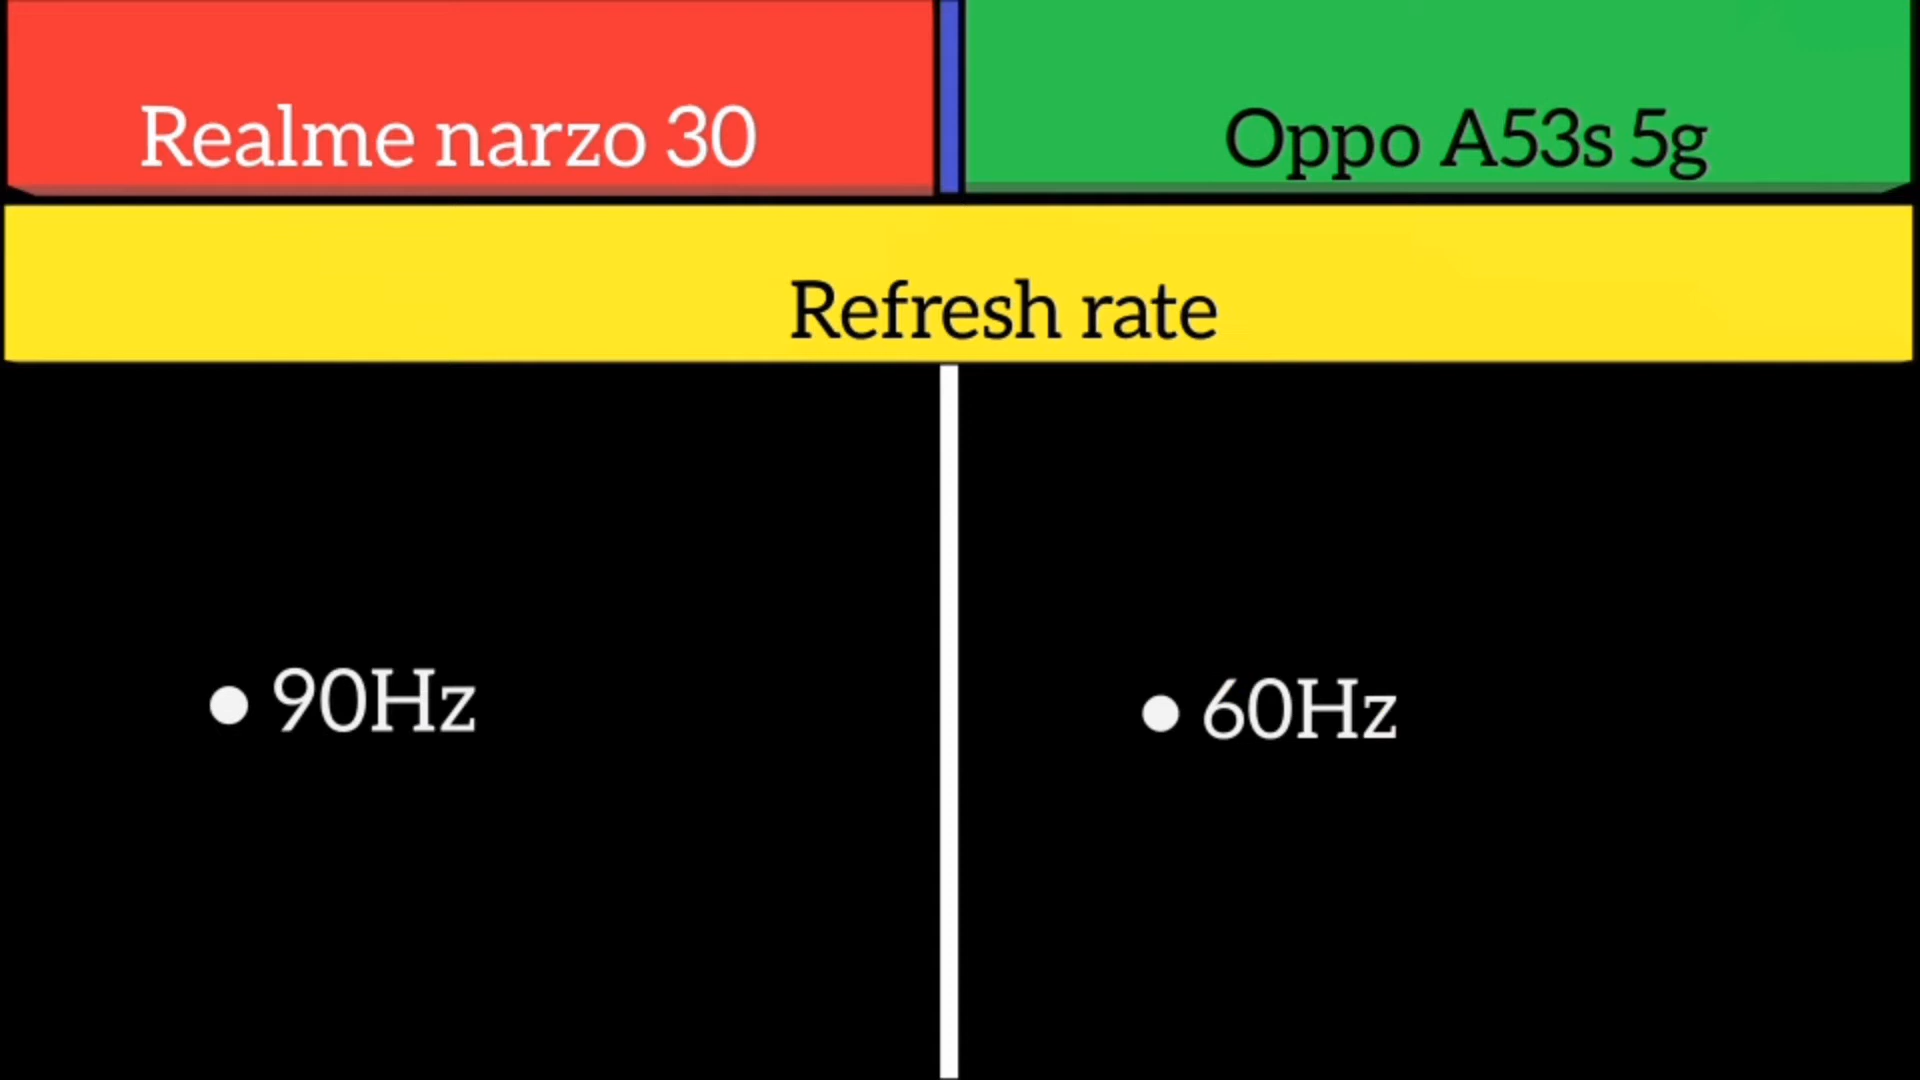 Realme narzo 30
Oppo A53s 5g
Refresh rate
• 90Hz
• 60Hz